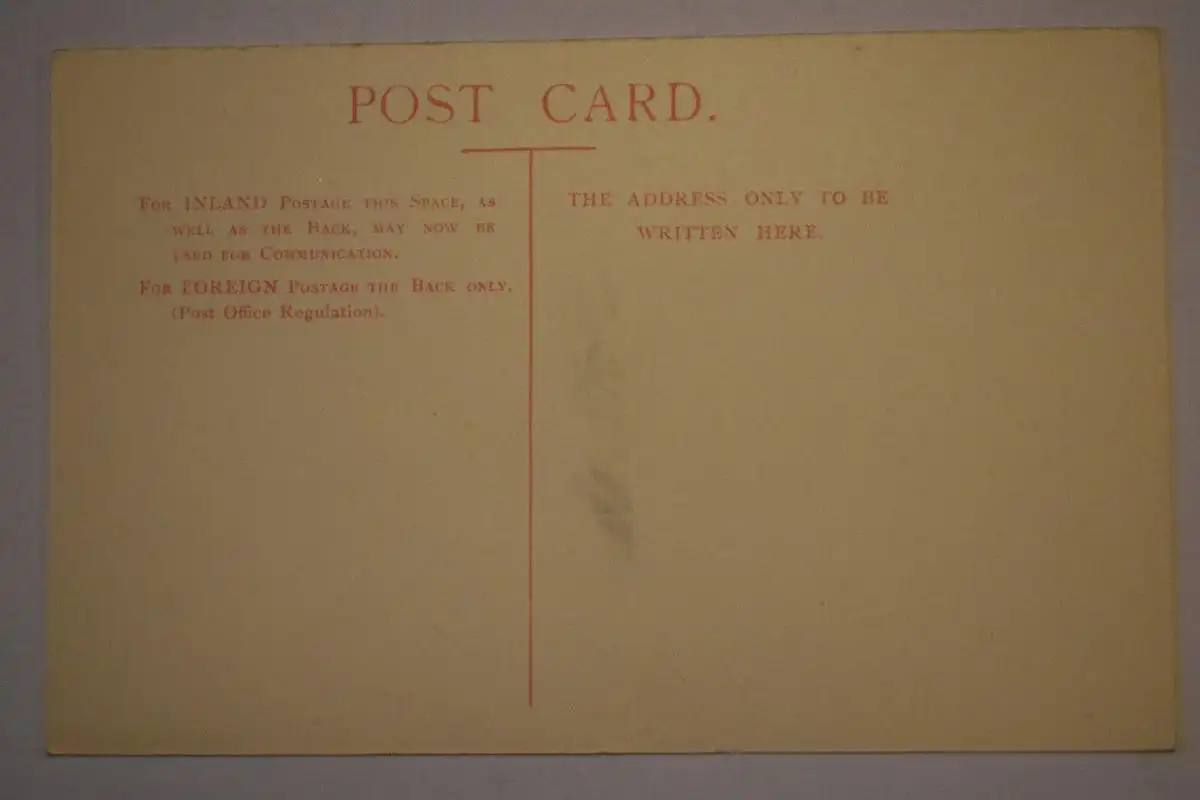 POST CARD.
For INLAND Postage this Space, as
well as the Back, may now be
used for Communication.
For FOREIGN Postage the Back only.
(Post Office Regulation).
THE ADDRESS ONLY TO BE
WRITTEN HERE.